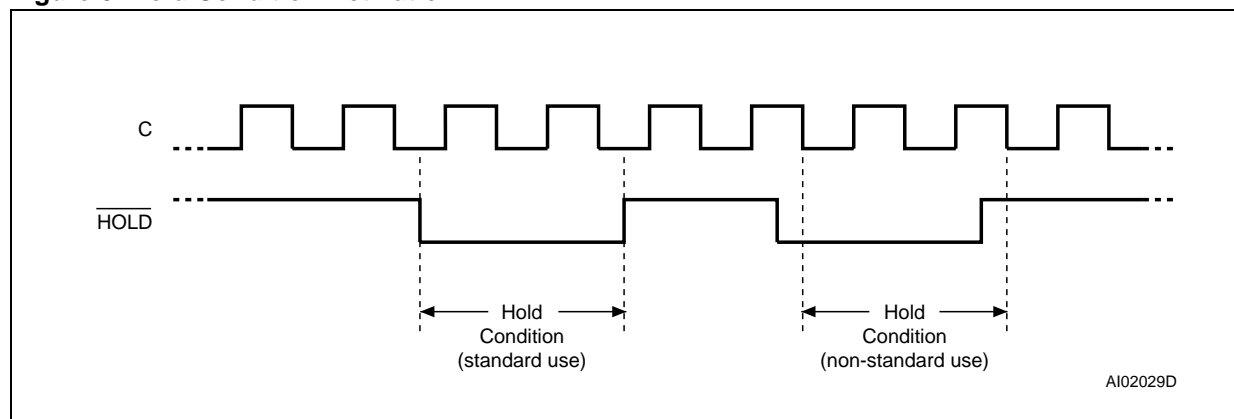 C
HOLD
Hold
Condition
(standard use)
Hold
Condition
(non-standard use)
AI02029D